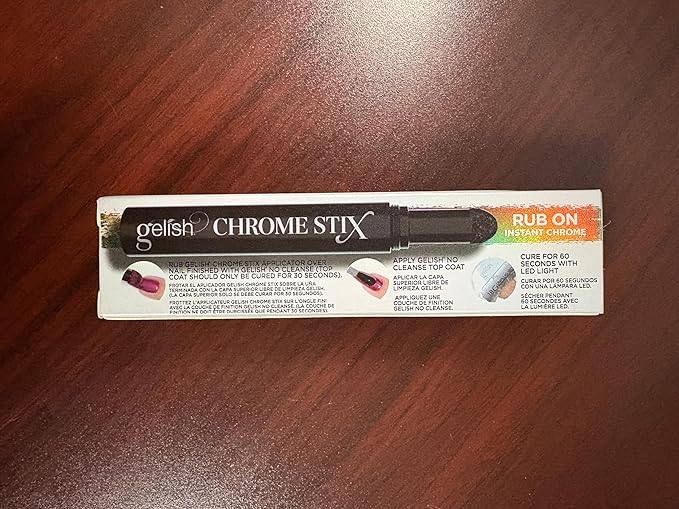 gelish CHROME STIX
RUB ON
INSTANT CHROME
RUB GELISH® CHROME STIX APPLICATOR OVER
NAIL FINISHED WITH GELISH® NO CLEANSE (TOP
COAT SHOULD ONLY BE CURED FOR 30 SECONDS).
FROTAR EL APLICADOR GELISH CHROME STIX SOBRE LA UÑA
TERMINADA CON LA CAPA SUPERIOR LIBRE DE LIMPIEZA GELISH.
(LA CAPA SUPERIOR SOLO SE DEBE CURAR POR 30 SEGUNDOS).
FROTTEZ L'APPLICATEUR GELISH CHROME STIX SUR L'ONGLE FINI
AVEC LA COUCHE DE FINITION GELISH NO CLEANSE. (LA COUCHE DE
FINITION NE DOIT ÊTRE DURCISSÉE QUE PENDANT 30 SECONDES).
APPLY GELISH® NO
CLEANSE TOP COAT
APLICAR LA CAPA
SUPERIOR LIBRE DE
LIMPIEZA GELISH.
APPLIQUEZ UNE
COUCHE DE FINITION
GELISH NO CLEANSE.
CURE FOR 60
SECONDS WITH
LED LIGHT
CURAR POR 60 SEGUNDOS
CON UNA LÁMPARA LED.
SÉCHER PENDANT
60 SECONDES AVEC
LA LUMIÈRE LED.